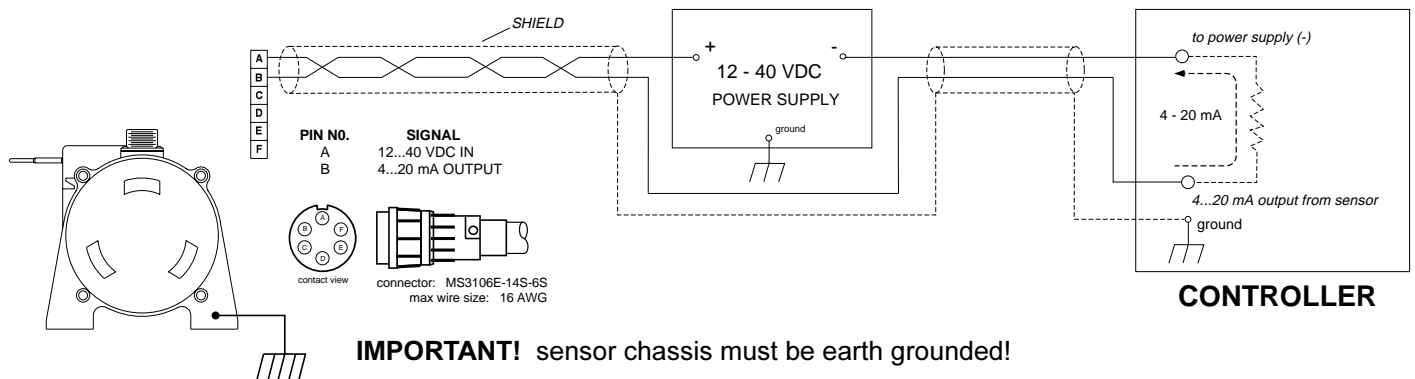 SHIELD
A
B
C
D
E
F
PIN N0. SIGNAL
A 12...40 VDC IN
B 4...20 mA OUTPUT
A
B
F
C
E
D
contact view
connector: MS3106E-14S-6S
max wire size: 16 AWG
+ -
12 - 40 VDC
POWER SUPPLY
ground
to power supply (-)
4 - 20 mA
4...20 mA output from sensor
ground
CONTROLLER
IMPORTANT! sensor chassis must be earth grounded!